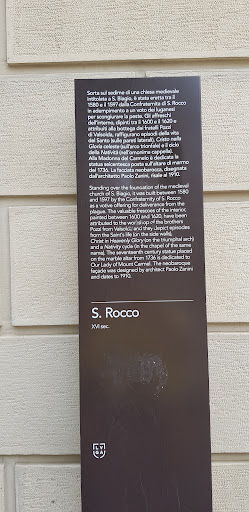 Sorta sul sedime di una chiesa medievale
intitolata a S. Biagio, è stata eretta tra il
1580 e il 1597 dalla Confraternita di S. Rocco
in adempimento a un voto dei luganesi
per scongiurare la peste. Gli affreschi
dell'interno, dipinti tra il 1600 e il 1620 e
attribuiti alla bottega dei fratelli Pozzi
di Valsolda, raffigurano episodi della vita
del Santo (sulle pareti laterali), Cristo nella
Gloria celeste (sull'arco trionfale) e il ciclo
della Natività (nell'omonima cappella).
Alla Madonna del Carmelo è dedicata la
statua seicentesca posta sull'altare di marmo
del 1736. La facciata neobarocca, disegnata
dall'architetto Paolo Zanini, risale al 1910.
Standing over the foundation of the medieval
church of S. Biagio, it was built between 1580
and 1597 by the Confraternity of S. Rocco
as a votive offering for deliverance from the
plague. The valuable frescoes of the interior,
painted between 1600 and 1620, have been
attributed to the workshop of the brothers
Pozzi from Valsolda and they depict episodes
from the Saint's life (on the side walls),
Christ in Heavenly Glory (on the triumphal arch)
and a Nativity cycle (in the chapel of the same
name). The seventeenth century statue placed
on the marble altar from 1736 is dedicated to
Our Lady of Mount Carmel. The neobaroque
façade was designed by architect Paolo Zanini
and dates to 1910.
S. Rocco
XVI sec.
LV
GA